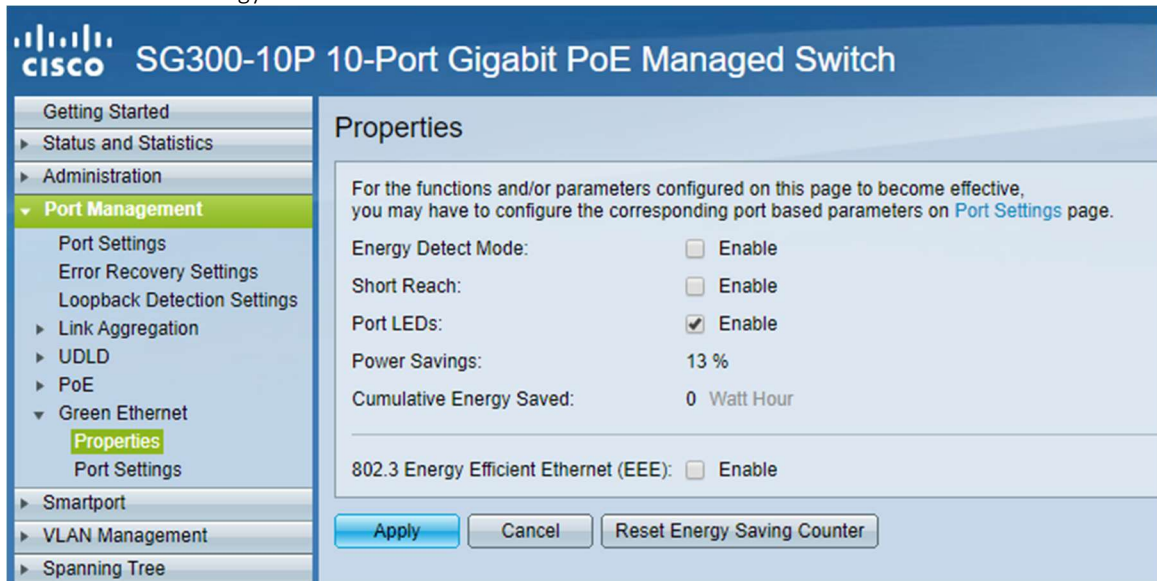 CISCO SG300-10P 10-Port Gigabit PoE Managed Switch
Getting Started
Status and Statistics
Administration
Port Management
Port Settings
Error Recovery Settings
Loopback Detection Settings
Link Aggregation
UDLD
PoE
Green Ethernet
Properties
Port Settings
Smartport
VLAN Management
Spanning Tree
Properties
For the functions and/or parameters configured on this page to become effective,
you may have to configure the corresponding port based parameters on Port Settings page.
Energy Detect Mode: Enable
Short Reach: Enable
Port LEDs: Enable
Power Savings: 13 %
Cumulative Energy Saved: 0 Watt Hour
802.3 Energy Efficient Ethernet (EEE): Enable
Apply Cancel Reset Energy Saving Counter